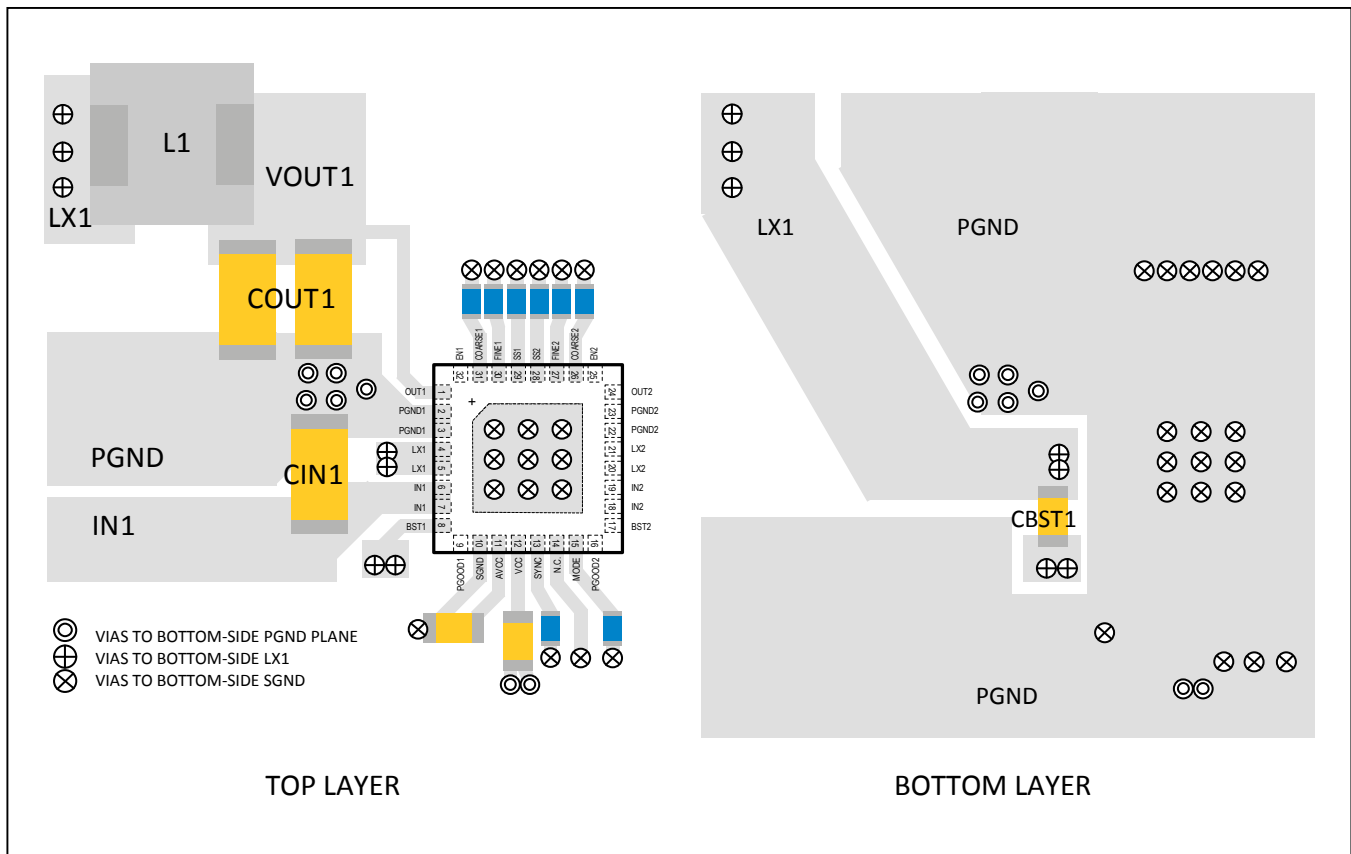 L1
VOUT1
LX1
COUT1
PGND
CIN1
IN1
EN1
COARSE1
FINE1
SS1
SS2
FINE2
COARSE2
EN2
32
31
30
29
28
27
26
25
OUT1 1
PGND1 2
PGND1 3
LX1 4
LX1 5
IN1 6
IN1 7
BST1 8
+
24 OUT2
23 PGND2
22 PGND2
21 LX2
20 LX2
19 IN2
18 IN2
17 BST2
9
10
11
12
13
14
15
16
PGOOD1
SGND
AVCC
VCC
SYNC
N.C.
MODE
PGOOD2
VIAS TO BOTTOM-SIDE PGND PLANE
VIAS TO BOTTOM-SIDE LX1
VIAS TO BOTTOM-SIDE SGND
TOP LAYER
LX1
PGND
CBST1
PGND
BOTTOM LAYER